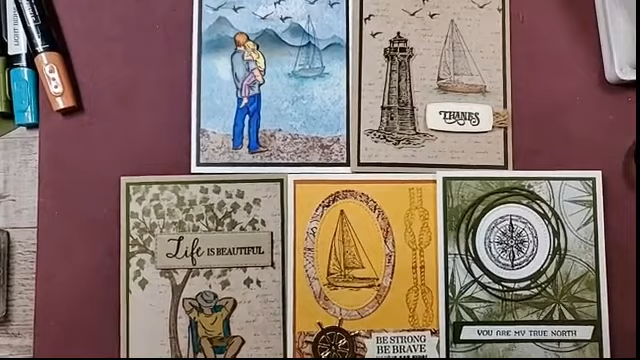 THANKS
Life IS BEAUTIFUL
BE STRONG
BE BRAVE
YOU ARE MY TRUE NORTH